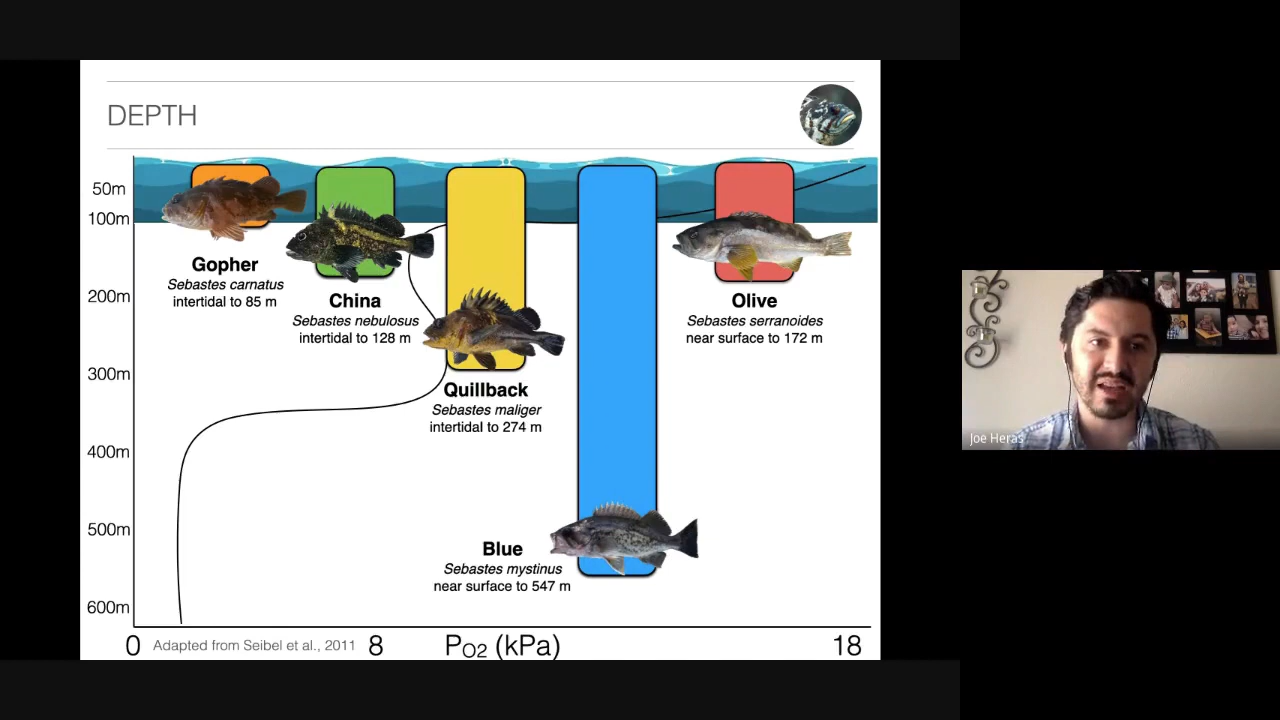 DEPTH
50m
100m
200m
300m
400m
500m
600m
Gopher
Sebastes carnatus
intertidal to 85 m
China
Sebastes nebulosus
intertidal to 128 m
Quillback
Sebastes maliger
intertidal to 274 m
Blue
Sebastes mystinus
near surface to 547 m
Olive
Sebastes serranoides
near surface to 172 m
0 Adapted from Seibel et al., 2011 8 PO2 (kPa) 18
Joe Heras